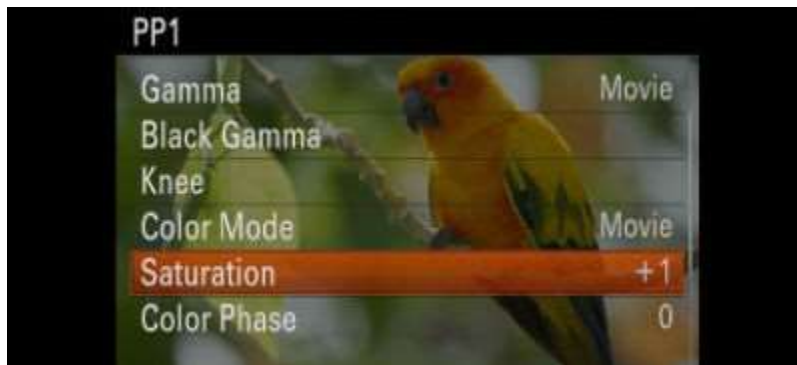 PP1
Gamma Movie
Black Gamma
Knee
Color Mode Movie
Saturation +1
Color Phase 0